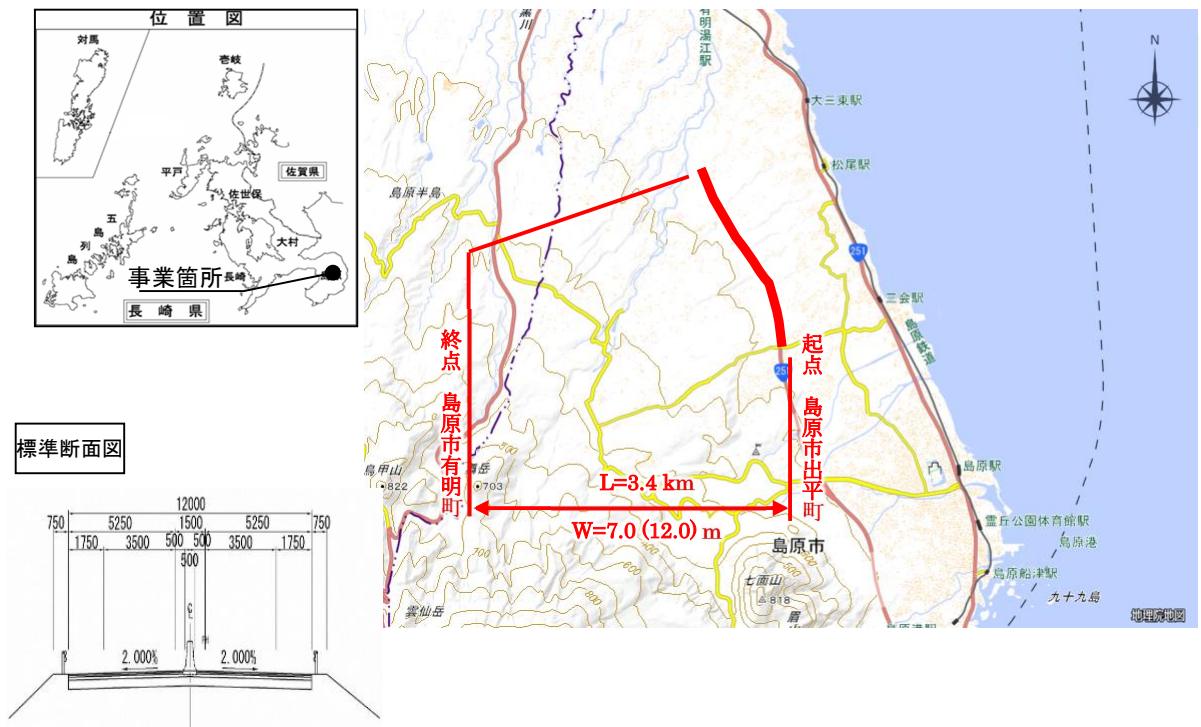 位置図
対馬
壱岐
平戸
佐賀県
佐世保
五島列島
大村
長崎
事業箇所
長崎県
標準断面図
12000
750 5250 1500 5250 750
1750 3500 500 500 3500 1750
500
2.000% 2.000%
黒川
有明湯江駅
大三東駅
松尾駅
島原半島
251
三会駅
島原鉄道
終点 島原市有明町
起点 島原市出平町
251
L=3.4 km
W=7.0 (12.0) m
鳥甲山
822
703
700
島原市
島原駅
霊丘公園体育館駅
島原港
島原船津駅
七面山
818
雲仙岳
九十九島
地理院地図
N